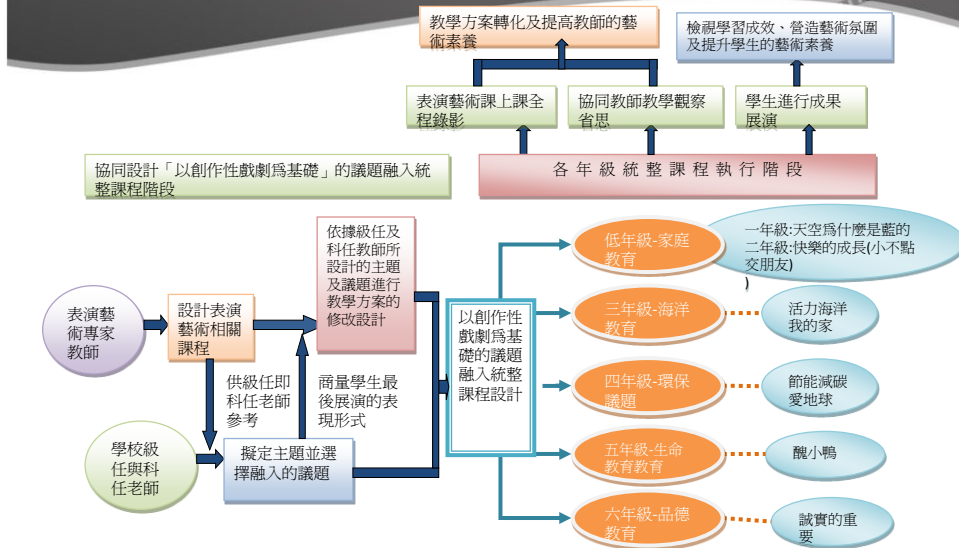 教學方案轉化及提高教師的藝
術素養
檢視學習成效、營造藝術氛圍
及提升學生的藝術素養
表演藝術課上課全
程錄影
協同教師教學觀察
省思
學生進行成果
展演
協同設計「以創作性戲劇爲基礎」的議題融入統
整課程階段
各年級統整課程執行階段
依據級任及
科任教師所
設計的主題
及議題進行
教學方案的
修改設計
表演藝
術專家
教師
設計表演
藝術相關
課程
供級任即
科任老師
參考
商量學生最
後展演的表
現形式
學校級
任與科
任老師
擬定主題並選
擇融入的議題
以創作性
戲劇爲基
礎的議題
融入統整
課程設計
低年級-家庭
教育
一年級:天空爲什麼是藍的
二年級:快樂的成長(小不點
交朋友)
)
三年級-海洋
教育
活力海洋
我的家
四年級-環保
議題
節能減碳
愛地球
五年級-生命
教育教育
醜小鴨
六年級-品德
教育
誠實的重
要